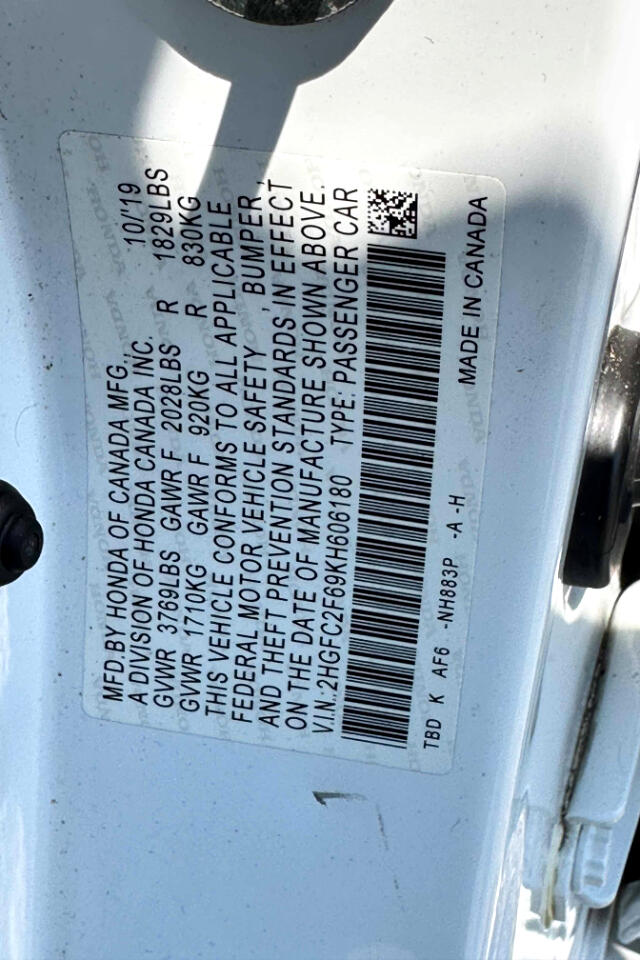 MFD.BY HONDA OF CANADA MFG., 10/'19
A DIVISION OF HONDA CANADA INC.
GVWR 3769LBS GAWR F 2028LBS R 1829LBS
GVWR 1710KG GAWR F 920KG R 830KG
THIS VEHICLE CONFORMS TO ALL APPLICABLE
FEDERAL MOTOR VEHICLE SAFETY , BUMPER ,
AND THEFT PREVENTION STANDARDS IN EFFECT
ON THE DATE OF MANUFACTURE SHOWN ABOVE.
V.I.N.:2HGFC2F69KH606180 TYPE: PASSENGER CAR
TBD K AF6 -NH883P -A -H
MADE IN CANADA